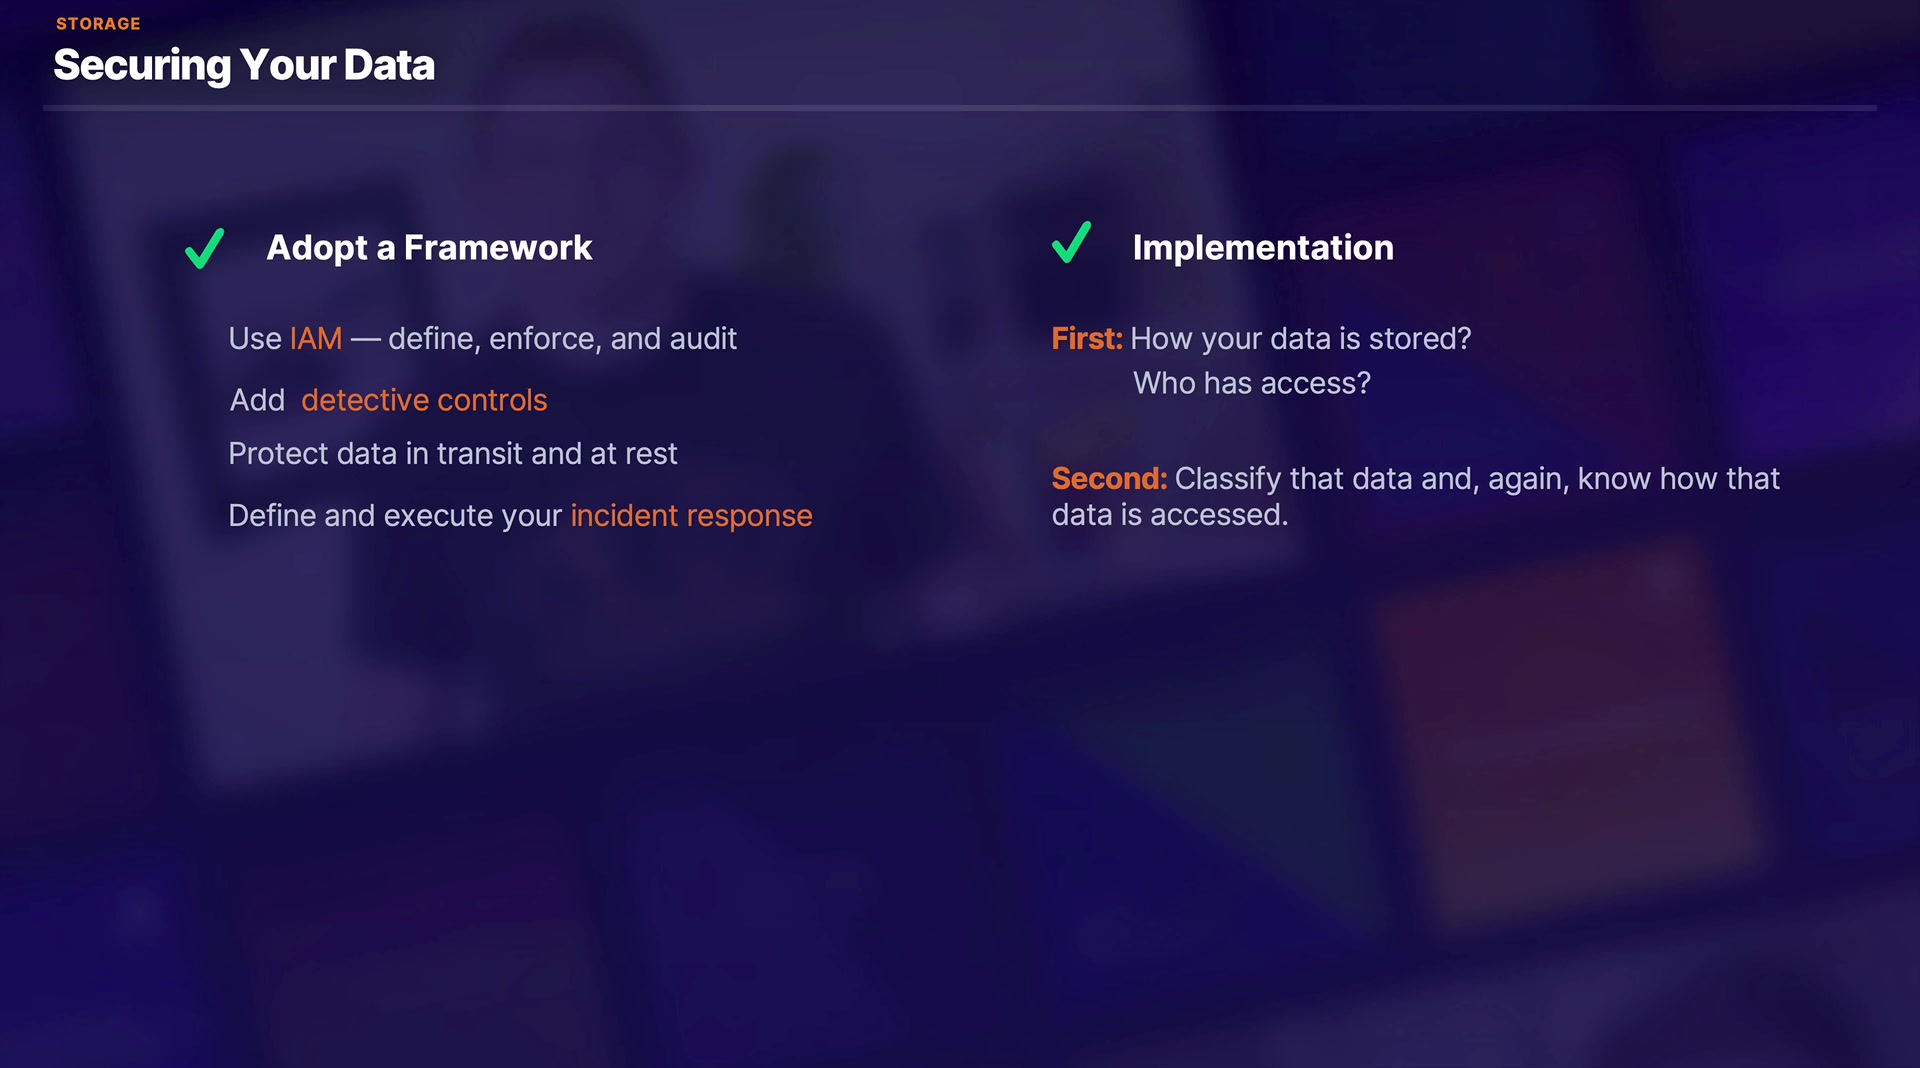 STORAGE
Securing Your Data
Adopt a Framework
Use IAM — define, enforce, and audit
Add detective controls
Protect data in transit and at rest
Define and execute your incident response
Implementation
First: How your data is stored?
Who has access?
Second: Classify that data and, again, know how that
data is accessed.